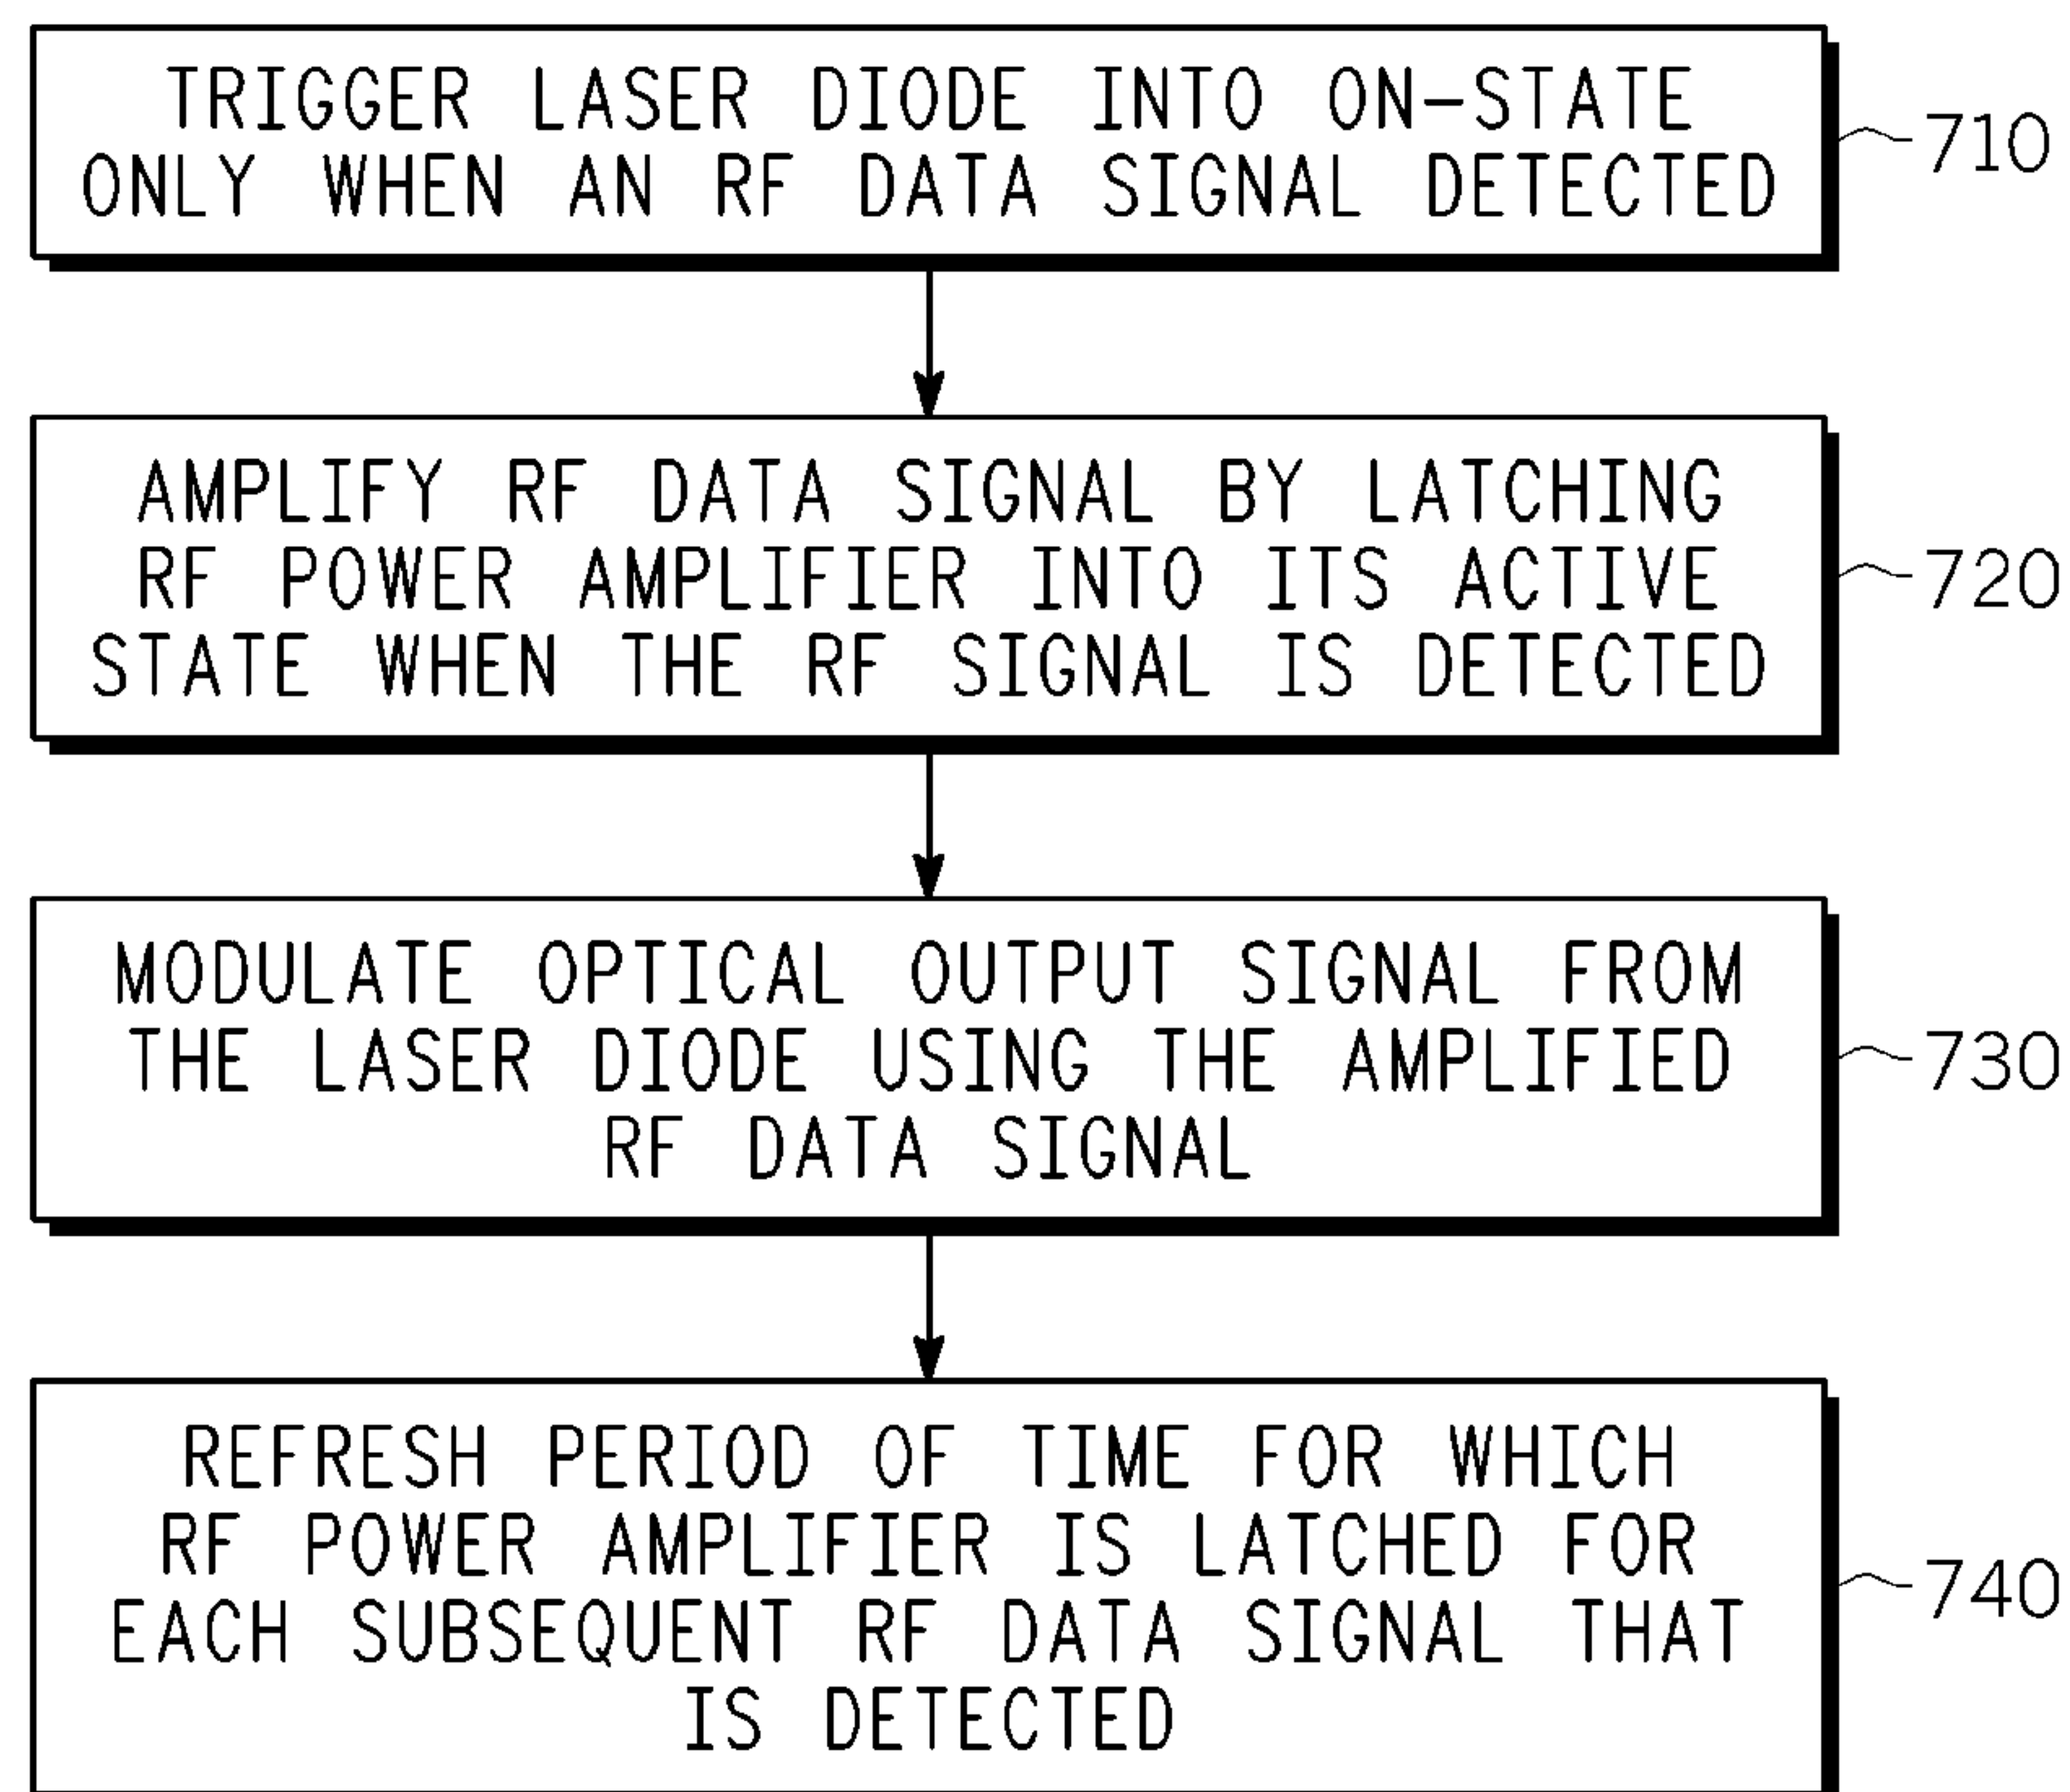 TRIGGER LASER DIODE INTO ON-STATE
ONLY WHEN AN RF DATA SIGNAL DETECTED
710
AMPLIFY RF DATA SIGNAL BY LATCHING
RF POWER AMPLIFIER INTO ITS ACTIVE
STATE WHEN THE RF SIGNAL IS DETECTED
720
MODULATE OPTICAL OUTPUT SIGNAL FROM
THE LASER DIODE USING THE AMPLIFIED
RF DATA SIGNAL
730
REFRESH PERIOD OF TIME FOR WHICH
RF POWER AMPLIFIER IS LATCHED FOR
EACH SUBSEQUENT RF DATA SIGNAL THAT
IS DETECTED
740